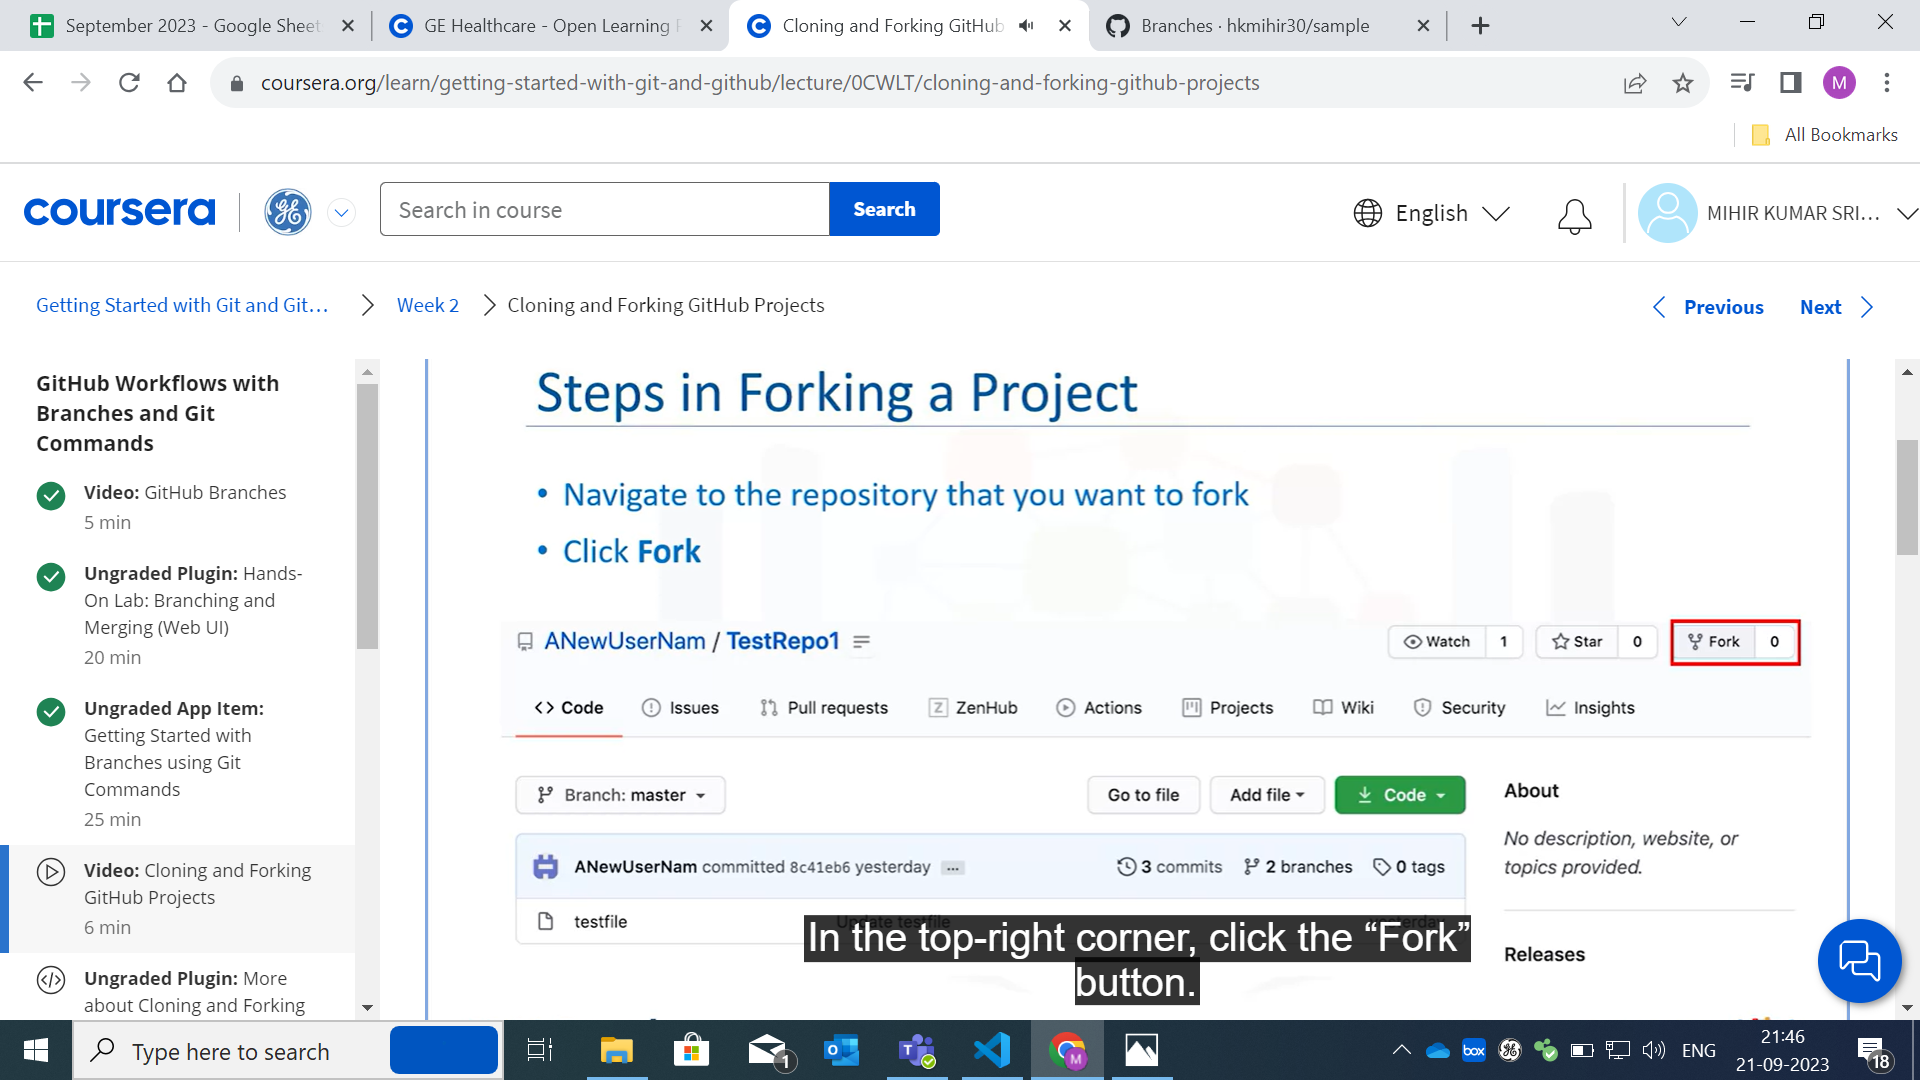 September 2023 - Google Sheet
GE Healthcare - Open Learning
Cloning and Forking GitHub
Branches · hkmihir30/sample
coursera.org/learn/getting-started-with-git-and-github/lecture/0CWLT/cloning-and-forking-github-projects
M
All Bookmarks
coursera
Search in course
Search
English
MIHIR KUMAR SRI...
Getting Started with Git and Git...
Week 2
Cloning and Forking GitHub Projects
Previous
Next
GitHub Workflows with
Branches and Git
Commands
Video: GitHub Branches
5 min
Ungraded Plugin: Hands-
On Lab: Branching and
Merging (Web UI)
20 min
Ungraded App Item:
Getting Started with
Branches using Git
Commands
25 min
Video: Cloning and Forking
GitHub Projects
6 min
Ungraded Plugin: More
about Cloning and Forking
Steps in Forking a Project
• Navigate to the repository that you want to fork
• Click Fork
ANewUserNam / TestRepo1
Watch 1
Star 0
Fork 0
Code
Issues
Pull requests
ZenHub
Actions
Projects
Wiki
Security
Insights
Branch: master
Go to file
Add file
Code
About
No description, website, or
topics provided.
ANewUserNam committed 8c41eb6 yesterday ...
3 commits
2 branches
0 tags
testfile
Update testfile
yesterday
In the top-right corner, click the “Fork”
button.
Releases
Type here to search
1
M
box
ENG
21:46
21-09-2023
18